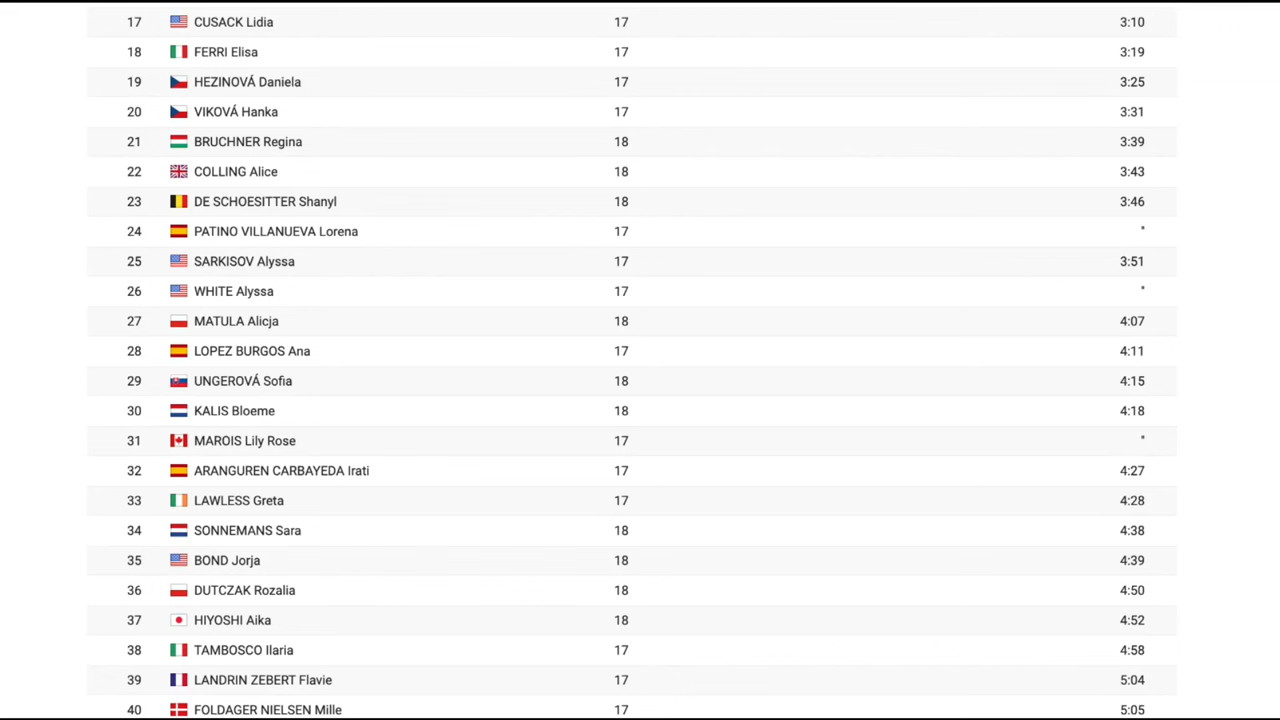 17 CUSACK Lidia 17 3:10
18 FERRI Elisa 17 3:19
19 HEZINOVÁ Daniela 17 3:25
20 VIKOVÁ Hanka 17 3:31
21 BRUCHNER Regina 18 3:39
22 COLLING Alice 18 3:43
23 DE SCHOESITTER Shanyl 18 3:46
24 PATINO VILLANUEVA Lorena 17 "
25 SARKISOV Alyssa 17 3:51
26 WHITE Alyssa 17 "
27 MATULA Alicja 18 4:07
28 LOPEZ BURGOS Ana 17 4:11
29 UNGEROVÁ Sofia 18 4:15
30 KALIS Bloeme 18 4:18
31 MAROIS Lily Rose 17 "
32 ARANGUREN CARBAYEDA Irati 17 4:27
33 LAWLESS Greta 17 4:28
34 SONNEMANS Sara 18 4:38
35 BOND Jorja 18 4:39
36 DUTCZAK Rozalia 18 4:50
37 HIYOSHI Aika 18 4:52
38 TAMBOSCO Ilaria 17 4:58
39 LANDRIN ZEBERT Flavie 17 5:04
40 FOLDAGER NIELSEN Mille 17 5:05